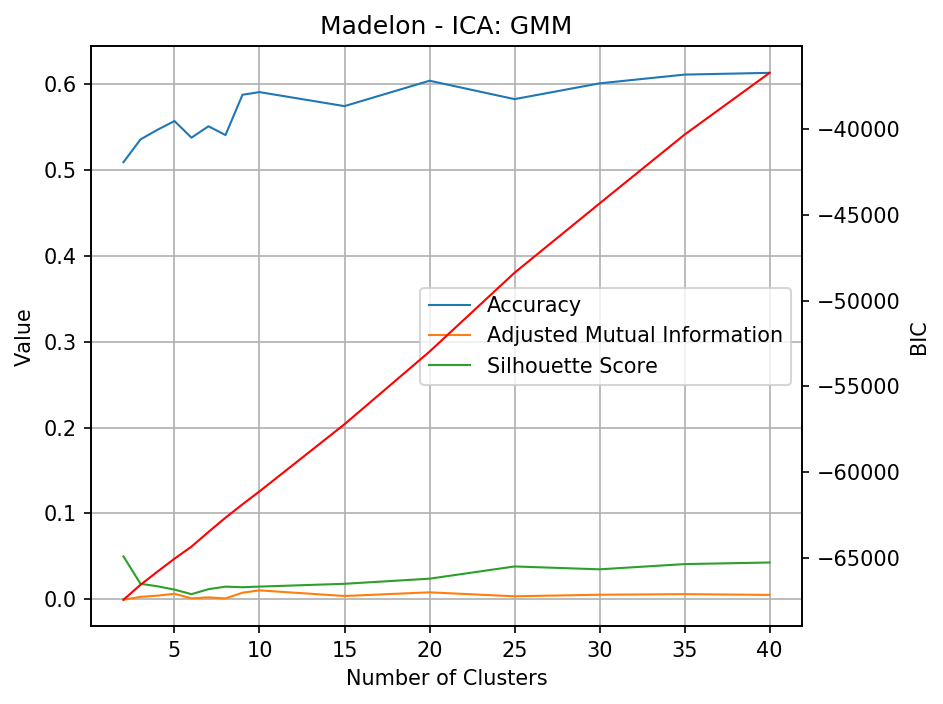 Madelon - ICA: GMM
Value
0.6
0.5
0.4
0.3
0.2
0.1
0.0
Accuracy
Adjusted Mutual Information
Silhouette Score
−40000
−45000
−50000
−55000
−60000
−65000
BIC
5 10 15 20 25 30 35 40
Number of Clusters